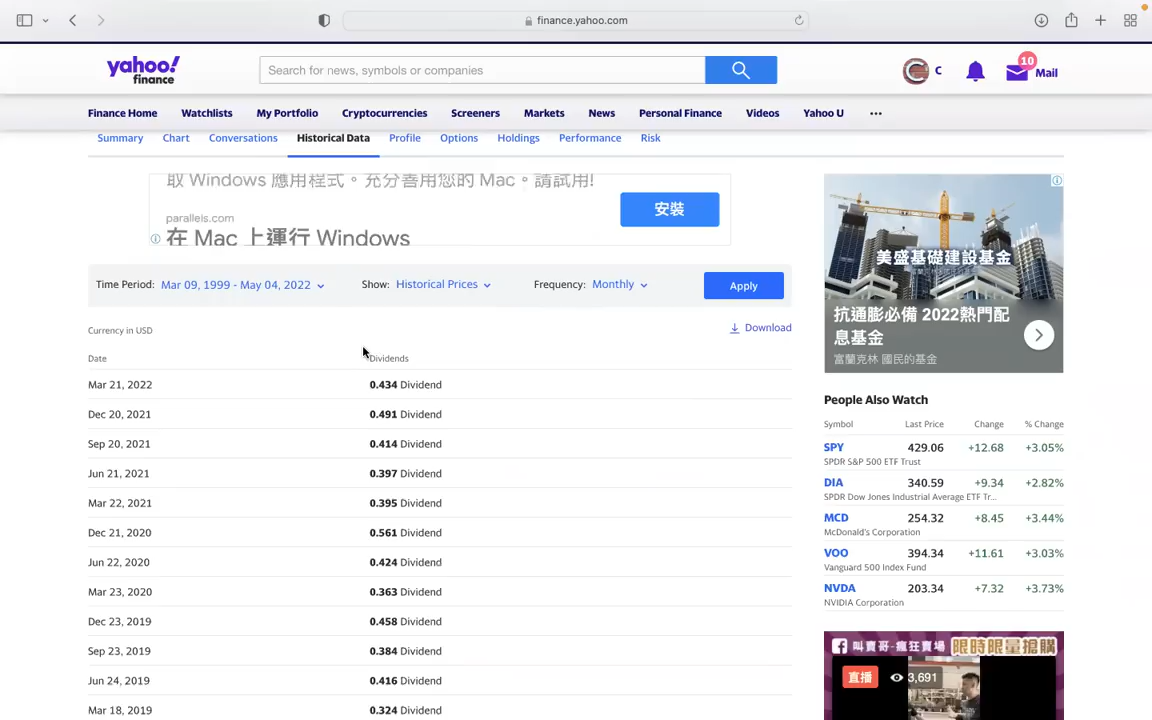 finance.yahoo.com
yahoo!
finance
Search for news, symbols or companies
C
10
Mail
Finance Home Watchlists My Portfolio Cryptocurrencies Screeners Markets News Personal Finance Videos Yahoo U
Summary Chart Conversations Historical Data Profile Options Holdings Performance Risk
取 Windows 應用程式。充分善用您的 Mac。請試用!
parallels.com
在 Mac 上運行 Windows
安裝
美盛基礎建設基金
抗通膨必備 2022熱門配
息基金
富蘭克林 國民的基金
Time Period: Mar 09, 1999 - May 04, 2022 Show: Historical Prices Frequency: Monthly Apply
Currency in USD Download
Date Dividends
Mar 21, 2022 0.434 Dividend
Dec 20, 2021 0.491 Dividend
Sep 20, 2021 0.414 Dividend
Jun 21, 2021 0.397 Dividend
Mar 22, 2021 0.395 Dividend
Dec 21, 2020 0.561 Dividend
Jun 22, 2020 0.424 Dividend
Mar 23, 2020 0.363 Dividend
Dec 23, 2019 0.458 Dividend
Sep 23, 2019 0.384 Dividend
Jun 24, 2019 0.416 Dividend
Mar 18, 2019 0.324 Dividend
People Also Watch
Symbol Last Price Change % Change
SPY 429.06 +12.68 +3.05%
SPDR S&P 500 ETF Trust
DIA 340.59 +9.34 +2.82%
SPDR Dow Jones Industrial Average ETF Tr...
MCD 254.32 +8.45 +3.44%
McDonald's Corporation
VOO 394.34 +11.61 +3.03%
Vanguard 500 Index Fund
NVDA 203.34 +7.32 +3.73%
NVIDIA Corporation
叫賣哥-瘋狂賣場 限時限量搶購
直播 3,691